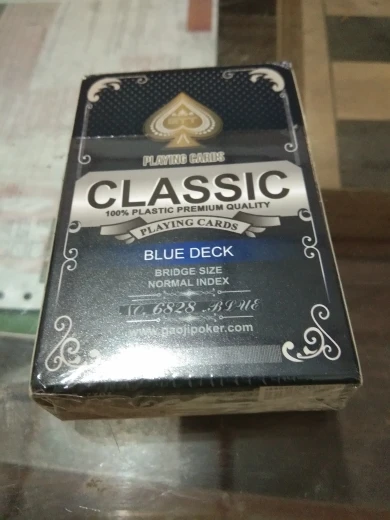 PLAYING CARDS
CLASSIC
100% PLASTIC PREMIUM QUALITY
PLAYING CARDS
BLUE DECK
BRIDGE SIZE
NORMAL INDEX
NO. 6828 BLUE
www.gaojipoker.com